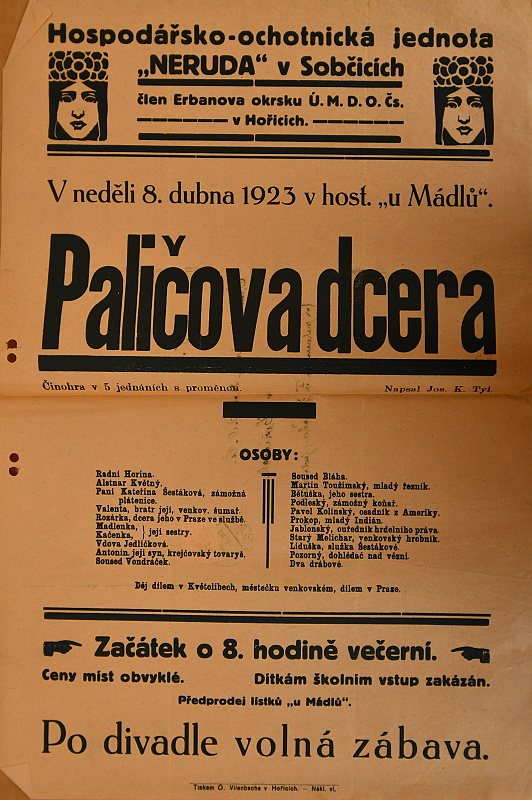 Hospodářsko-ochotnická jednota
„NERUDA“ v Sobčicích
člen Erbanova okrsku Ú. M. D. O. Čs.
v Hořicích.
V neděli 8. dubna 1923 v host. „u Mádlů“.
Paličova dcera
Činohra v 5 jednáních s proměnou.
Napsal Jos. K. Tyl.
OSOBY:
Radní Horina.
Alstnar Květný.
Paní Kateřina Šestáková, zámožná
plátenice.
Valenta, bratr její, venkov. šumař.
Rozárka, dcera jeho v Praze ve službě.
Madlenka,
Kačenka,
její sestry.
Vdova Jedličková.
Antonín její syn, krejčovský tovaryš.
Soused Vondráček.
Soused Bláha.
Martin Toužimský, mladý řezník.
Bětuška, jeho sestra.
Podleský, zámožný koňař.
Pavel Kolínský, osadník z Ameriky.
Prokop, mladý Indián.
Jablonský, ouředník hrdelního práva.
Starý Melichar, venkovský hrobník.
Liduška, služka Šestákové.
Pozorný, dohlédač nad vězni.
Dva drábové.
Děj dílem v Květolibech, městečku venkovském, dílem v Praze.
Začátek o 8. hodině večerní.
Ceny míst obvyklé.
Dítkám školním vstup zakázán.
Předprodej lístků „u Mádlů“.
Po divadle volná zábava.
Tiskem O. Vilenbacha v Hořicích. – Nákl. vl.